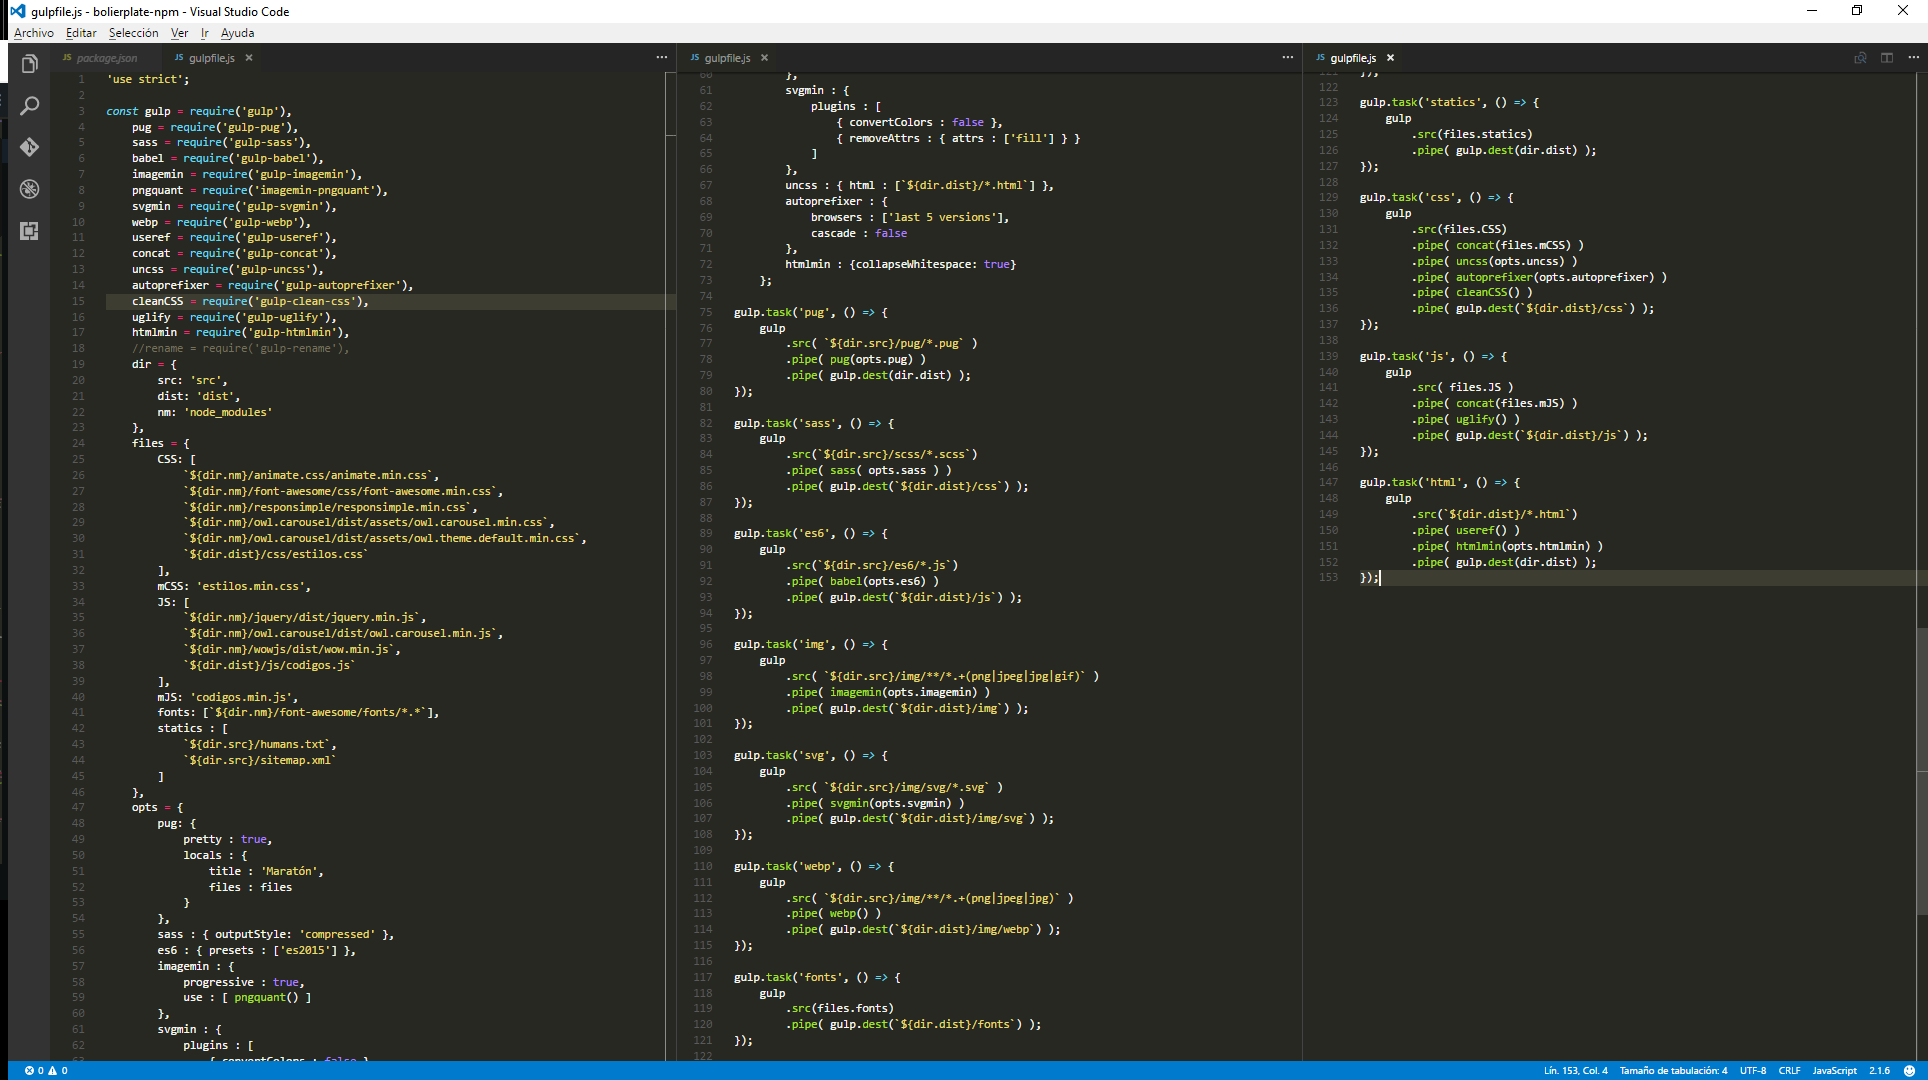 gulpfile.js - bolierplate-npm - Visual Studio Code
Archivo Editar Selección Ver Ir Ayuda
JS package.json JS gulpfile.js × ···
1 'use strict';
2
3 const gulp = require('gulp'),
4 pug = require('gulp-pug'),
5 sass = require('gulp-sass'),
6 babel = require('gulp-babel'),
7 imagemin = require('gulp-imagemin'),
8 pngquant = require('imagemin-pngquant'),
9 svgmin = require('gulp-svgmin'),
10 webp = require('gulp-webp'),
11 useref = require('gulp-useref'),
12 concat = require('gulp-concat'),
13 uncss = require('gulp-uncss'),
14 autoprefixer = require('gulp-autoprefixer'),
15 cleanCSS = require('gulp-clean-css'),
16 uglify = require('gulp-uglify'),
17 htmlmin = require('gulp-htmlmin'),
18 //rename = require('gulp-rename'),
19 dir = {
20 src: 'src',
21 dist: 'dist',
22 nm: 'node_modules'
23 },
24 files = {
25 CSS: [
26 `${dir.nm}/animate.css/animate.min.css`,
27 `${dir.nm}/font-awesome/css/font-awesome.min.css`,
28 `${dir.nm}/responsimple/responsimple.min.css`,
29 `${dir.nm}/owl.carousel/dist/assets/owl.carousel.min.css`,
30 `${dir.nm}/owl.carousel/dist/assets/owl.theme.default.min.css`,
31 `${dir.dist}/css/estilos.css`
32 ],
33 mCSS: 'estilos.min.css',
34 JS: [
35 `${dir.nm}/jquery/dist/jquery.min.js`,
36 `${dir.nm}/owl.carousel/dist/owl.carousel.min.js`,
37 `${dir.nm}/wowjs/dist/wow.min.js`,
38 `${dir.dist}/js/codigos.js`
39 ],
40 mJS: 'codigos.min.js',
41 fonts: [`${dir.nm}/font-awesome/fonts/*.*`],
42 statics : [
43 `${dir.src}/humans.txt`,
44 `${dir.src}/sitemap.xml`
45 ]
46 },
47 opts = {
48 pug: {
49 pretty : true,
50 locals : {
51 title : 'Maratón',
52 files : files
53 }
54 },
55 sass : { outputStyle: 'compressed' },
56 es6 : { presets : ['es2015'] },
57 imagemin : {
58 progressive : true,
59 use : [ pngquant() ]
60 },
61 svgmin : {
62 plugins : [
63 { convertColors : false },
JS gulpfile.js × ···
60 },
61 svgmin : {
62 plugins : [
63 { convertColors : false },
64 { removeAttrs : { attrs : ['fill'] } }
65 ]
66 },
67 uncss : { html : [`${dir.dist}/*.html`] },
68 autoprefixer : {
69 browsers : ['last 5 versions'],
70 cascade : false
71 },
72 htmlmin : {collapseWhitespace: true}
73 };
74
75 gulp.task('pug', () => {
76 gulp
77 .src( `${dir.src}/pug/*.pug` )
78 .pipe( pug(opts.pug) )
79 .pipe( gulp.dest(dir.dist) );
80 });
81
82 gulp.task('sass', () => {
83 gulp
84 .src(`${dir.src}/scss/*.scss`)
85 .pipe( sass( opts.sass ) )
86 .pipe( gulp.dest(`${dir.dist}/css`) );
87 });
88
89 gulp.task('es6', () => {
90 gulp
91 .src(`${dir.src}/es6/*.js`)
92 .pipe( babel(opts.es6) )
93 .pipe( gulp.dest(`${dir.dist}/js`) );
94 });
95
96 gulp.task('img', () => {
97 gulp
98 .src( `${dir.src}/img/**/*.+(png|jpeg|jpg|gif)` )
99 .pipe( imagemin(opts.imagemin) )
100 .pipe( gulp.dest(`${dir.dist}/img`) );
101 });
102
103 gulp.task('svg', () => {
104 gulp
105 .src( `${dir.src}/img/svg/*.svg` )
106 .pipe( svgmin(opts.svgmin) )
107 .pipe( gulp.dest(`${dir.dist}/img/svg`) );
108 });
109
110 gulp.task('webp', () => {
111 gulp
112 .src( `${dir.src}/img/**/*.+(png|jpeg|jpg)` )
113 .pipe( webp() )
114 .pipe( gulp.dest(`${dir.dist}/img/webp`) );
115 });
116
117 gulp.task('fonts', () => {
118 gulp
119 .src(files.fonts)
120 .pipe( gulp.dest(`${dir.dist}/fonts`) );
121 });
122
JS gulpfile.js × ···
121 });
122
123 gulp.task('statics', () => {
124 gulp
125 .src(files.statics)
126 .pipe( gulp.dest(dir.dist) );
127 });
128
129 gulp.task('css', () => {
130 gulp
131 .src(files.CSS)
132 .pipe( concat(files.mCSS) )
133 .pipe( uncss(opts.uncss) )
134 .pipe( autoprefixer(opts.autoprefixer) )
135 .pipe( cleanCSS() )
136 .pipe( gulp.dest(`${dir.dist}/css`) );
137 });
138
139 gulp.task('js', () => {
140 gulp
141 .src( files.JS )
142 .pipe( concat(files.mJS) )
143 .pipe( uglify() )
144 .pipe( gulp.dest(`${dir.dist}/js`) );
145 });
146
147 gulp.task('html', () => {
148 gulp
149 .src(`${dir.dist}/*.html`)
150 .pipe( useref() )
151 .pipe( htmlmin(opts.htmlmin) )
152 .pipe( gulp.dest(dir.dist) );
153 });
0 0 Lín. 153, Col. 4 Tamaño de tabulación: 4 UTF-8 CRLF JavaScript 2.1.6